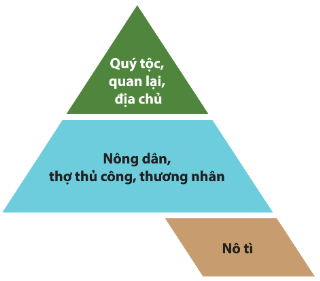 Quý tộc,
quan lại,
địa chủ
Nông dân,
thợ thủ công, thương nhân
Nô tì